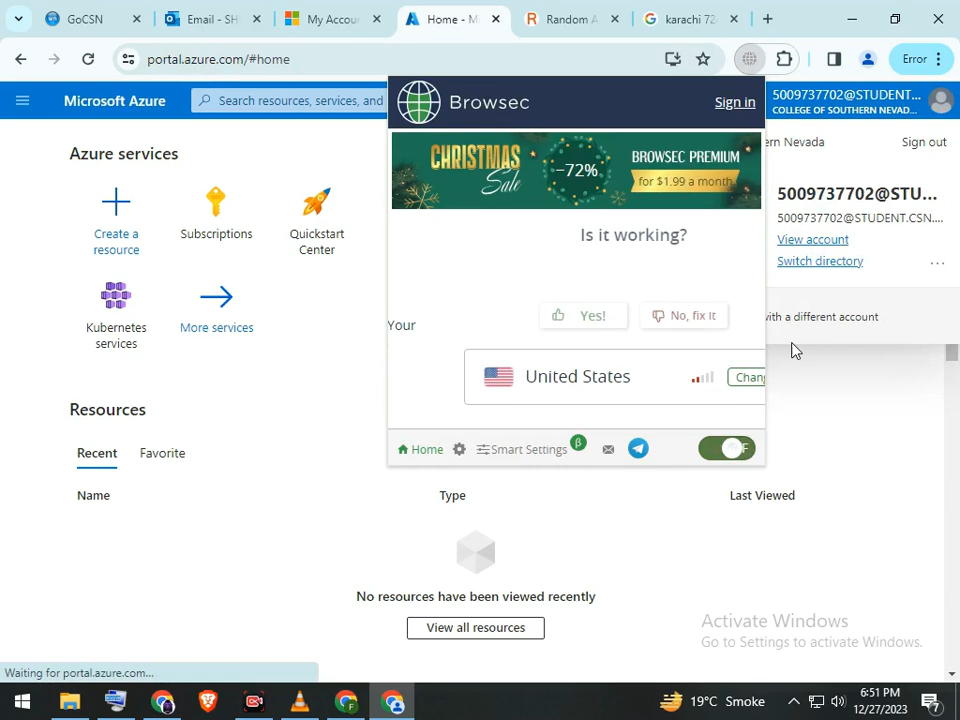 GoCSN
Email - SH
My Accou
Home - M
Random A
karachi 72
portal.azure.com/#home
Error
Microsoft Azure
Search resources, services, and
5009737702@STUDENT...
COLLEGE OF SOUTHERN NEVAD...
Browsec
Sign in
CHRISTMAS
Sale
-72%
BROWSEC PREMIUM
for $1.99 a month
Is it working?
Yes!
No, fix it
Your
United States
Chang
Home
Smart Settings
β
F
Azure services
Create a
resource
Subscriptions
Quickstart
Center
Kubernetes
services
More services
Resources
Recent
Favorite
Name
Type
Last Viewed
No resources have been viewed recently
View all resources
ern Nevada
Sign out
5009737702@STU...
5009737702@STUDENT.CSN....
View account
Switch directory
...
with a different account
Activate Windows
Go to Settings to activate Windows.
Waiting for portal.azure.com...
19°C Smoke
6:51 PM
12/27/2023
7